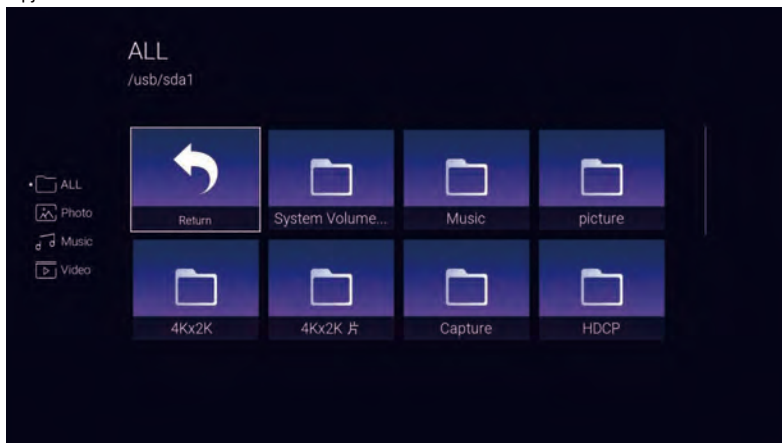 ALL
/usb/sda1
ALL
Photo
Music
Video
Return
System Volume...
Music
picture
4Kx2K
4Kx2K 片
Capture
HDCP